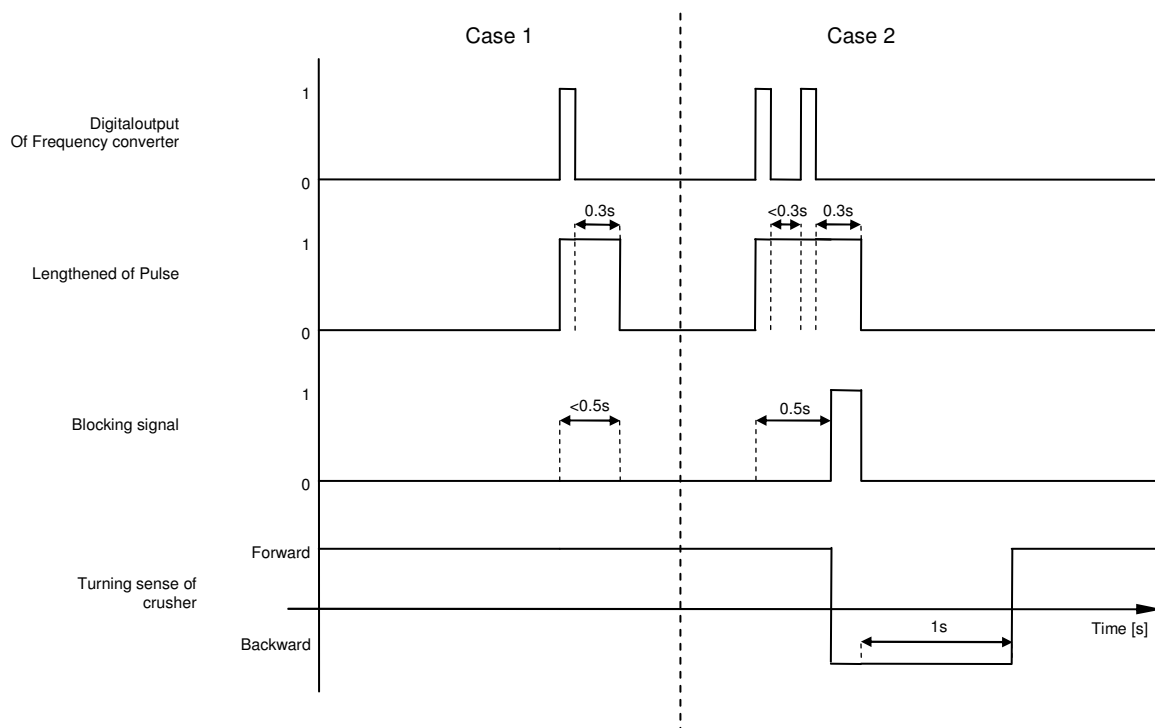 Case 1
Case 2
Digitaloutput
Of Frequency converter
1
0
Lengthened of Pulse
1
0
0.3s
<0.3s
0.3s
Blocking signal
1
0
<0.5s
0.5s
Turning sense of
crusher
Forward
Backward
1s
Time [s]